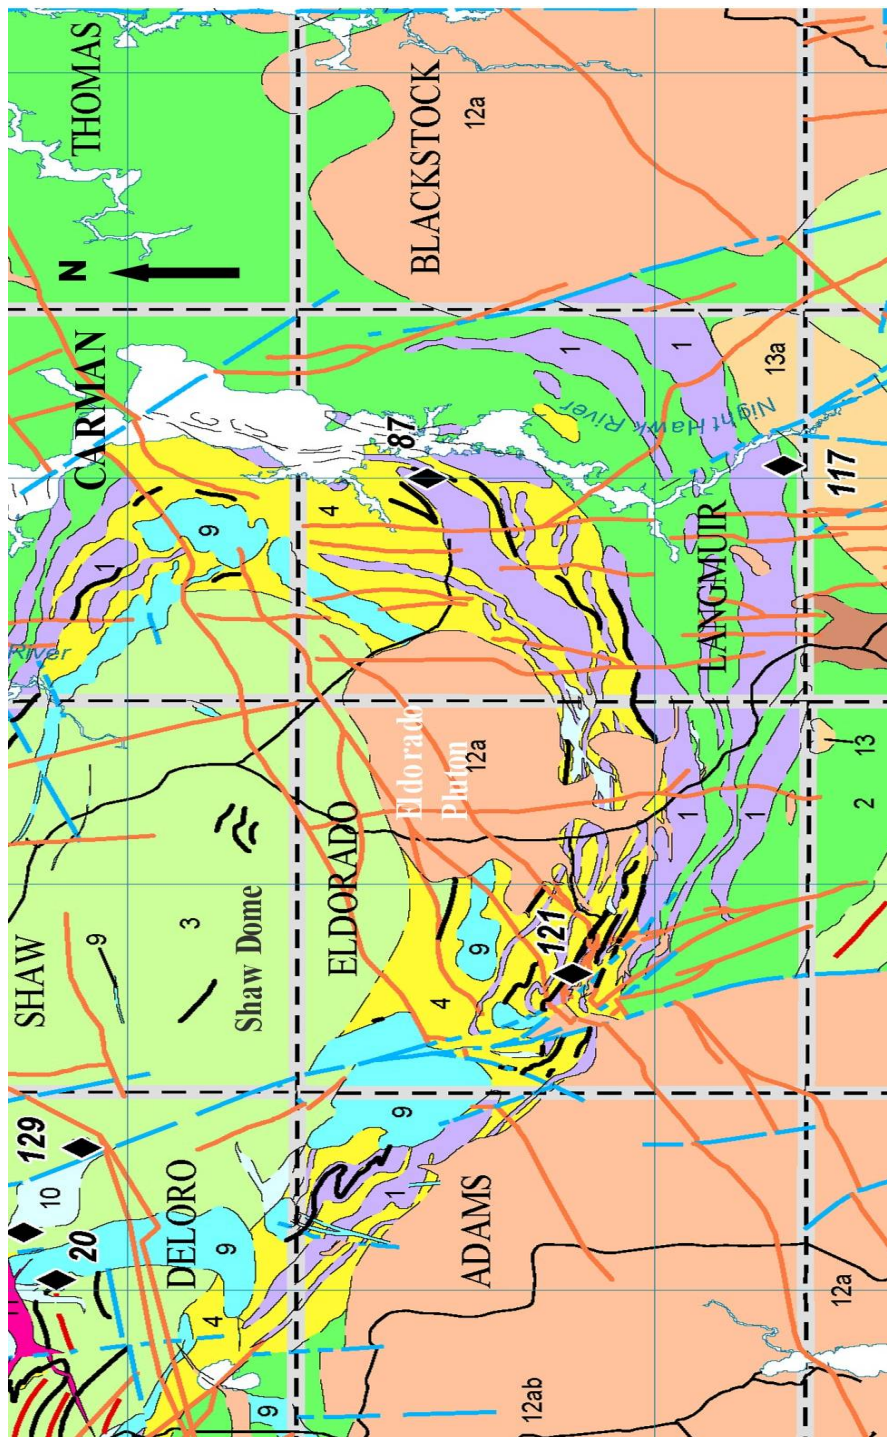 129
SHAW
River
10
20
N
THOMAS
CARMAN
9
1
DELORO
3
4
9
9
Shaw Dome
9
4
ELDORADO
1
9
87
Eldorado
Pluton
12a
BLACKSTOCK
12a
4
ADAMS
9
12ab
121
1
Night Hawk River
1
1
LANGMUIR
1
13a
12a
117
13
2